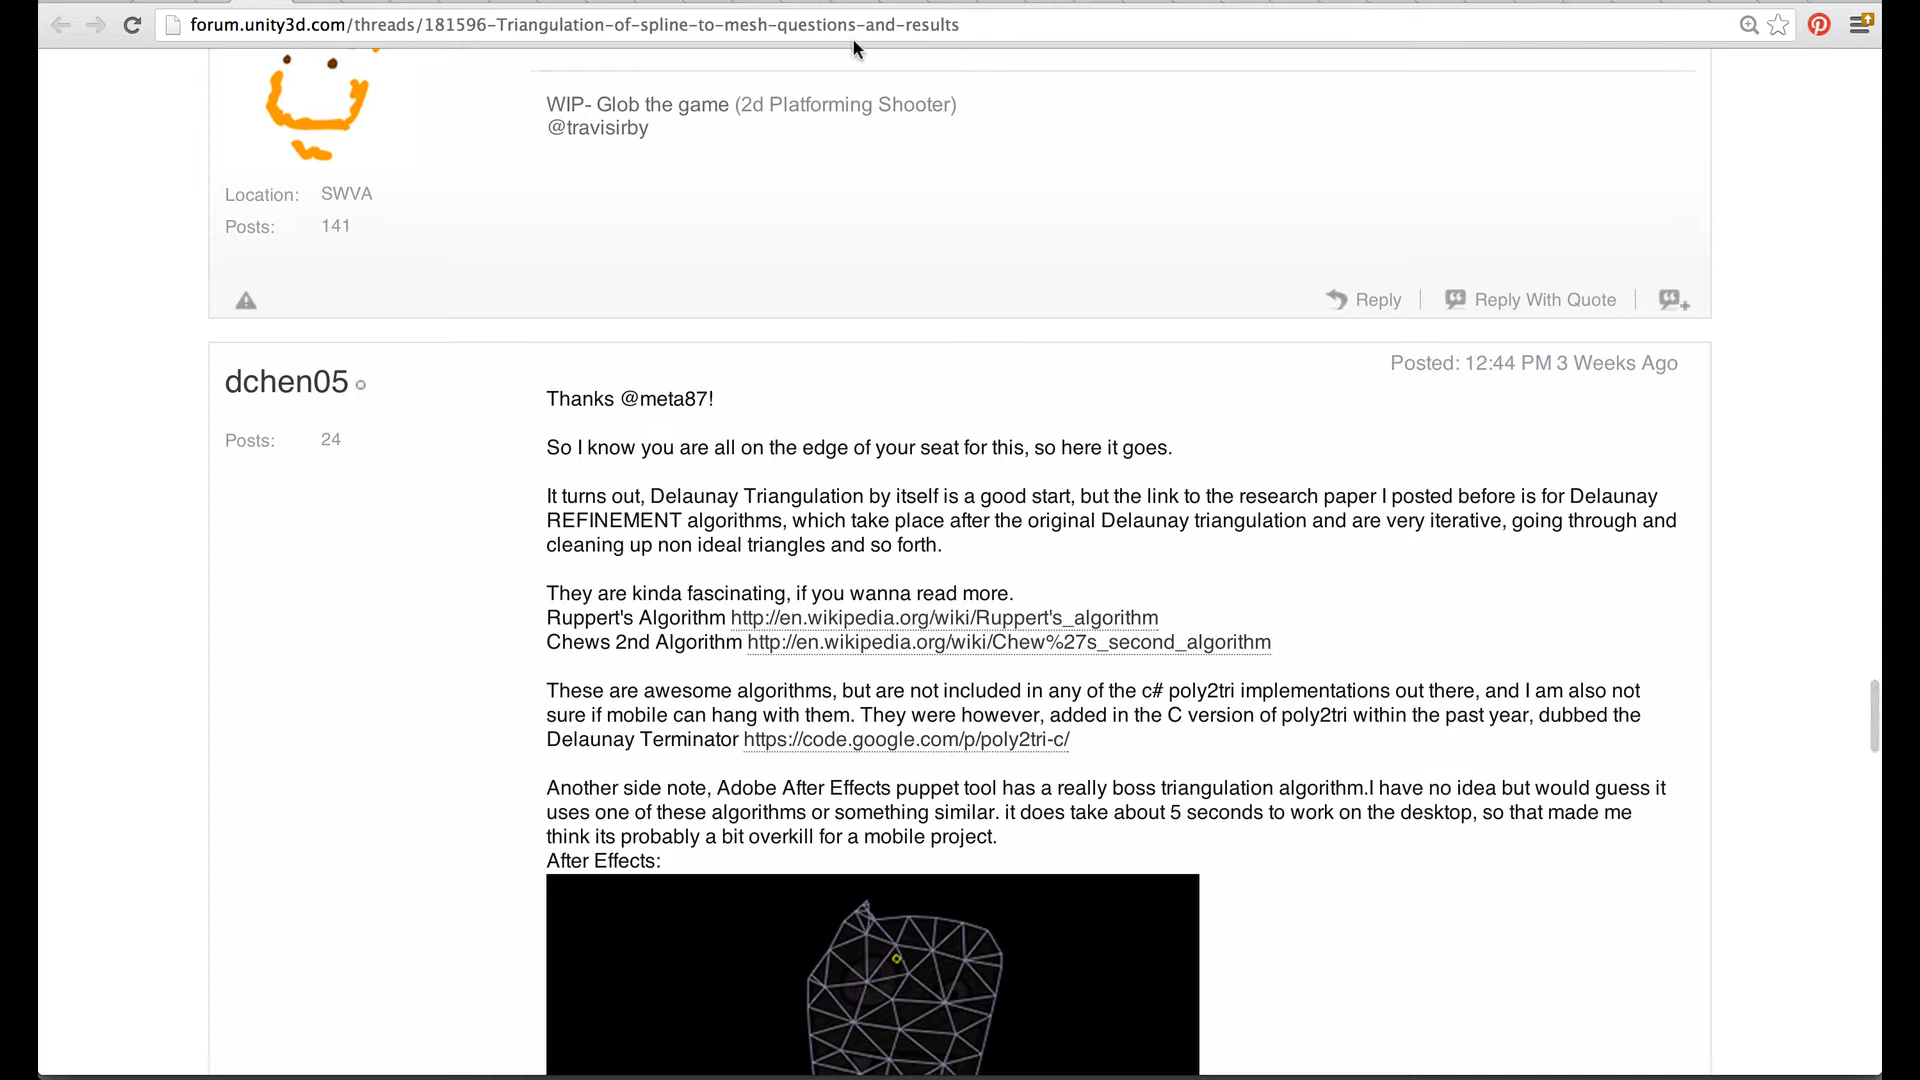 forum.unity3d.com/threads/181596-Triangulation-of-spline-to-mesh-questions-and-results
WIP- Glob the game (2d Platforming Shooter)
@travisirby
Location: SWVA
Posts: 141
Reply
Reply With Quote
dchen05
Posted: 12:44 PM 3 Weeks Ago
Posts: 24
Thanks @meta87!
So I know you are all on the edge of your seat for this, so here it goes.
It turns out, Delaunay Triangulation by itself is a good start, but the link to the research paper I posted before is for Delaunay
REFINEMENT algorithms, which take place after the original Delaunay triangulation and are very iterative, going through and
cleaning up non ideal triangles and so forth.
They are kinda fascinating, if you wanna read more.
Ruppert's Algorithm http://en.wikipedia.org/wiki/Ruppert's_algorithm
Chews 2nd Algorithm http://en.wikipedia.org/wiki/Chew%27s_second_algorithm
These are awesome algorithms, but are not included in any of the c# poly2tri implementations out there, and I am also not
sure if mobile can hang with them. They were however, added in the C version of poly2tri within the past year, dubbed the
Delaunay Terminator https://code.google.com/p/poly2tri-c/
Another side note, Adobe After Effects puppet tool has a really boss triangulation algorithm.I have no idea but would guess it
uses one of these algorithms or something similar. it does take about 5 seconds to work on the desktop, so that made me
think its probably a bit overkill for a mobile project.
After Effects: